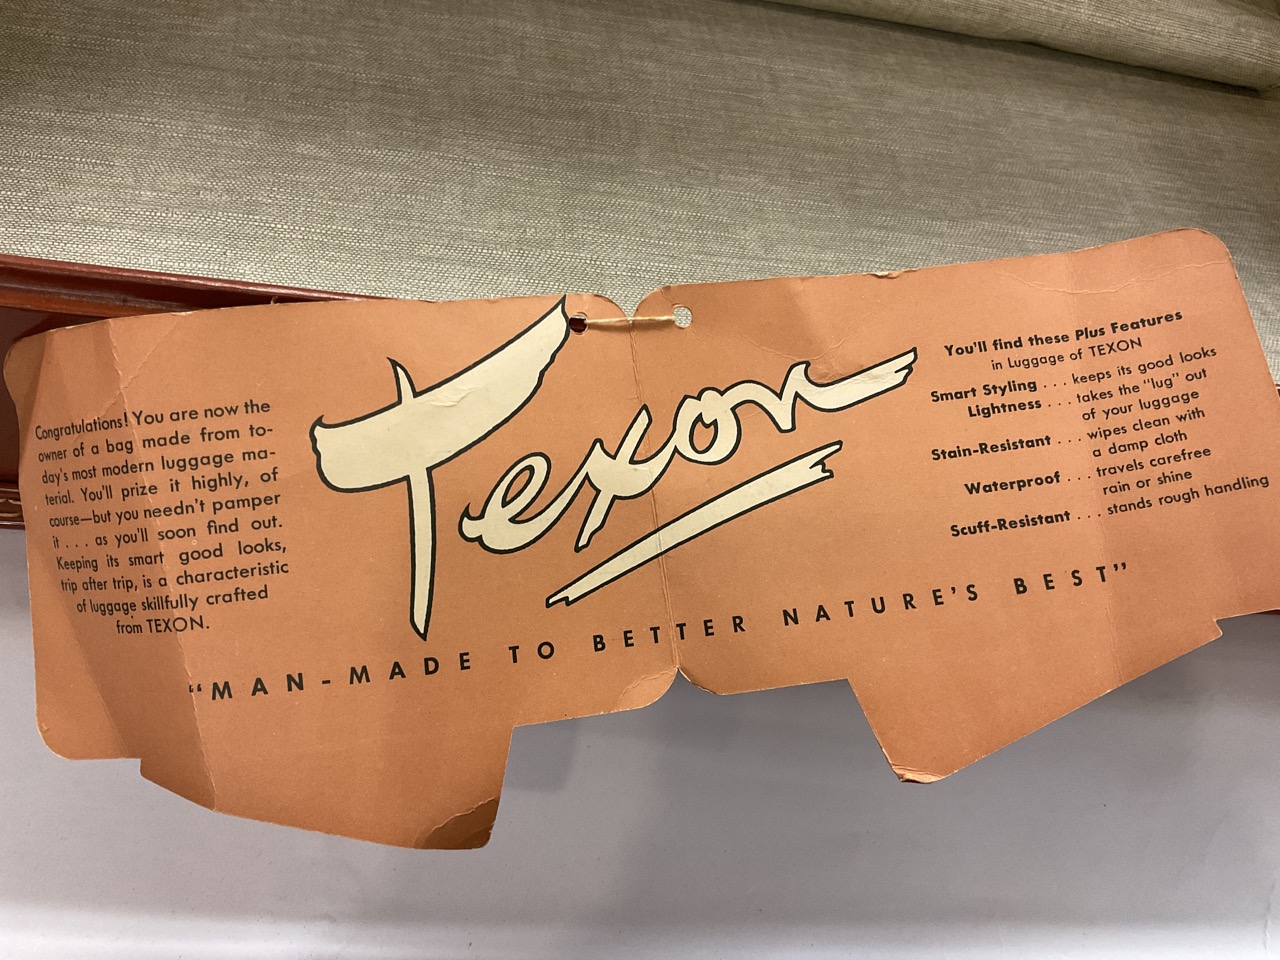 Congratulations! You are now the
owner of a bag made from to-
day's most modern luggage ma-
terial. You'll prize it highly, of
course—but you needn't pamper
it . . . as you'll soon find out.
Keeping its smart good looks,
trip after trip, is a characteristic
of luggage skillfully crafted
from TEXON.
Texon
You'll find these Plus Features
in Luggage of TEXON
Smart Styling . . . keeps its good looks
Lightness . . . takes the "lug" out
of your luggage
Stain-Resistant . . . wipes clean with
a damp cloth
Waterproof . . . travels carefree
rain or shine
Scuff-Resistant . . . stands rough handling
"MAN-MADE TO BETTER NATURE'S BEST"